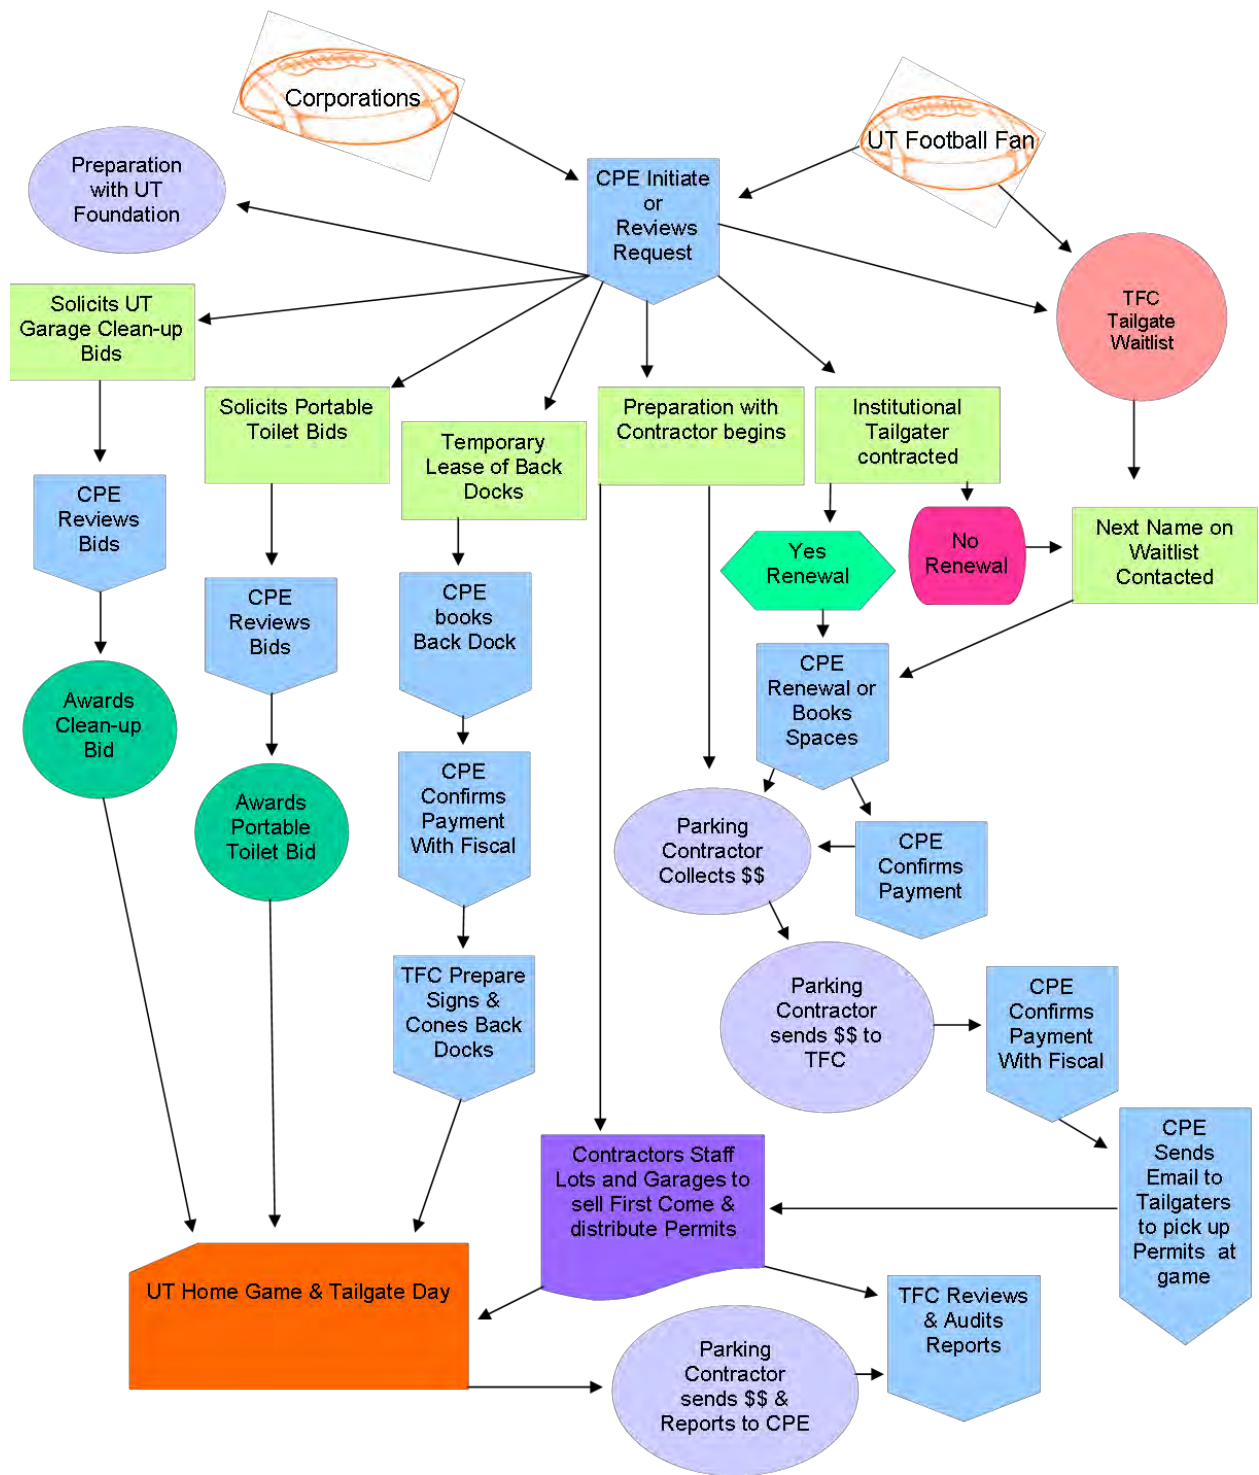 Corporations
UT Football Fan
Preparation
with UT
Foundation
CPE Initiate
or
Reviews
Request
TFC
Tailgate
Waitlist
Solicits UT
Garage Clean-up
Bids
Solicits Portable
Toilet Bids
Temporary
Lease of Back
Docks
Preparation with
Contractor begins
Institutional
Tailgater
contracted
CPE
Reviews
Bids
Yes
Renewal
No
Renewal
Next Name on
Waitlist
Contacted
CPE
Reviews
Bids
CPE
books
Back Dock
CPE
Renewal or
Books
Spaces
Awards
Clean-up
Bid
Awards
Portable
Toilet Bid
CPE
Confirms
Payment
With Fiscal
Parking
Contractor
Collects $$
CPE
Confirms
Payment
TFC Prepare
Signs &
Cones Back
Docks
Parking
Contractor
sends $$ to
TFC
CPE
Confirms
Payment
With Fiscal
Contractors Staff
Lots and Garages to
sell First Come &
distribute Permits
CPE
Sends
Email to
Tailgaters
to pick up
Permits at
game
UT Home Game & Tailgate Day
TFC Reviews
& Audits
Reports
Parking
Contractor
sends $$ &
Reports to CPE